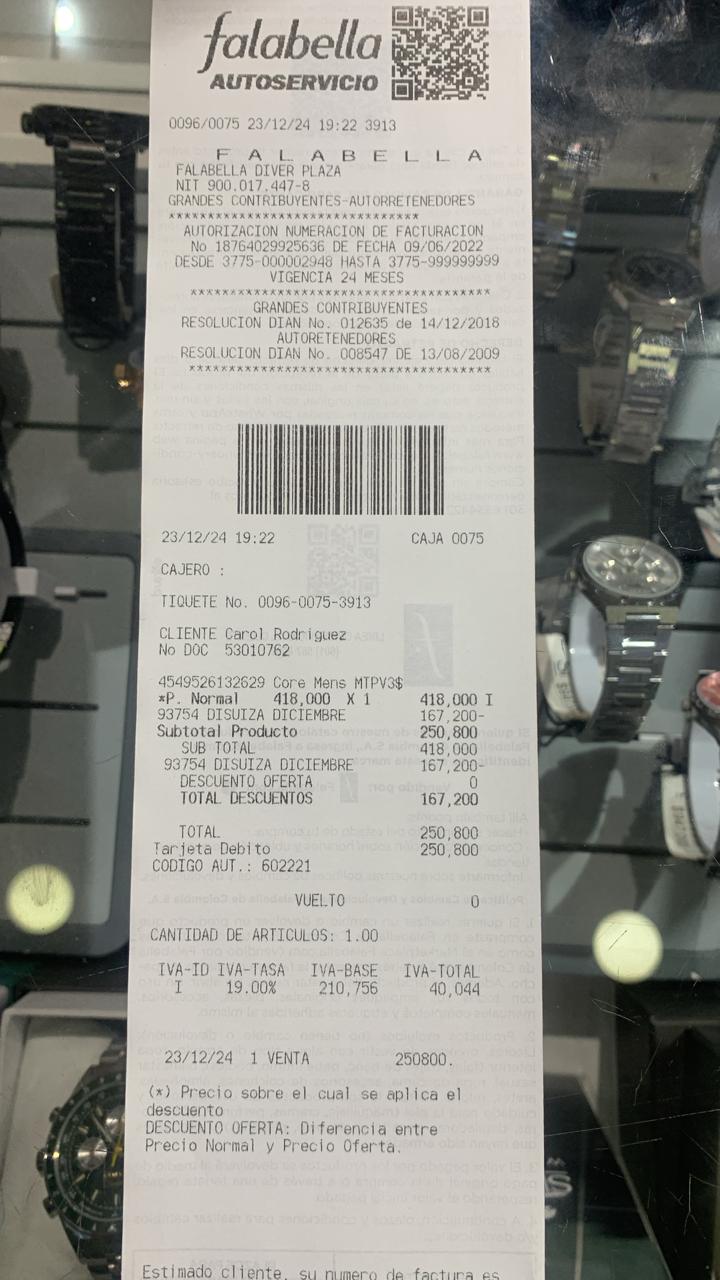 falabella
AUTOSERVICIO
0096/0075 23/12/24 19:22 3913
F A L A B E L L A
FALABELLA DIVER PLAZA
NIT 900.017.447-8
GRANDES CONTRIBUYENTES-AUTORRETENEDORES
********************************
AUTORIZACION NUMERACION DE FACTURACION
No 18764029925636 DE FECHA 09/06/2022
DESDE 3775-000002948 HASTA 3775-999999999
VIGENCIA 24 MESES
**************************************
GRANDES CONTRIBUYENTES
RESOLUCION DIAN No. 012635 de 14/12/2018
AUTORETENEDORES
RESOLUCION DIAN No. 008547 DE 13/08/2009
**************************************
23/12/24 19:22 CAJA 0075
CAJERO :
TIQUETE No. 0096-0075-3913
CLIENTE Carol Rodriguez
No DOC 53010762
4549526132629 Core Mens MTPV3$
*P. Normal 418,000 X 1 418,000 I
93754 DISUIZA DICIEMBRE 167,200-
Subtotal Producto 250,800
SUB TOTAL 418,000
93754 DISUIZA DICIEMBRE 167,200-
DESCUENTO OFERTA 0
TOTAL DESCUENTOS 167,200
TOTAL 250,800
Tarjeta Debito 250,800
CODIGO AUT.: 602221
VUELTO 0
CANTIDAD DE ARTICULOS: 1.00
IVA-ID IVA-TASA IVA-BASE IVA-TOTAL
I 19.00% 210,756 40,044
23/12/24 1 VENTA 250800.
(*) Precio sobre el cual se aplica el
descuento
DESCUENTO OFERTA: Diferencia entre
Precio Normal y Precio Oferta.
Estimado cliente, su numero de factura es